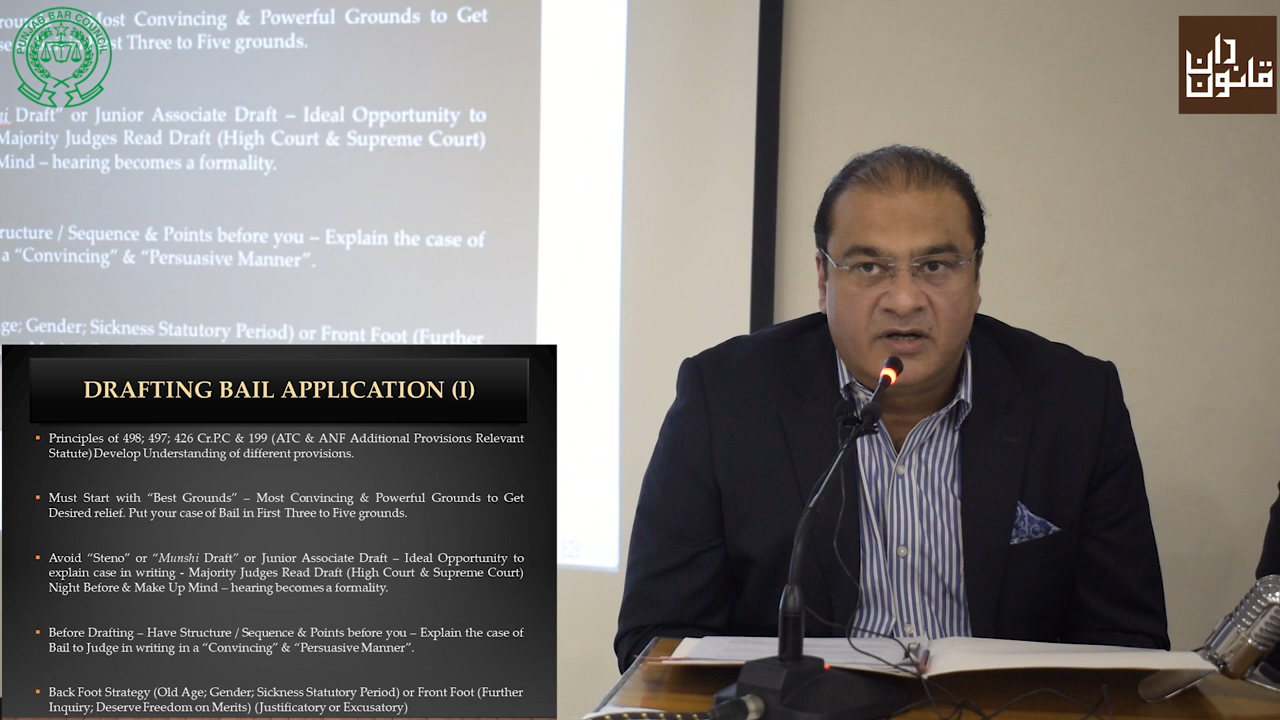 PUNJAB BAR COUNCIL
Most Convincing & Powerful Grounds to Get
st Three to Five grounds.
Draft” or Junior Associate Draft – Ideal Opportunity to
Majority Judges Read Draft (High Court & Supreme Court)
Mind – hearing becomes a formality.
ructure / Sequence & Points before you – Explain the case of
a “Convincing” & “Persuasive Manner”.
ge; Gender; Sickness Statutory Period) or Front Foot (Further
قانون دان
DRAFTING BAIL APPLICATION (I)
▪ Principles of 498; 497; 426 Cr.P.C & 199 (ATC & ANF Additional Provisions Relevant
Statute) Develop Understanding of different provisions.
▪ Must Start with “Best Grounds” – Most Convincing & Powerful Grounds to Get
Desired relief. Put your case of Bail in First Three to Five grounds.
▪ Avoid “Steno” or “Munshi Draft” or Junior Associate Draft – Ideal Opportunity to
explain case in writing - Majority Judges Read Draft (High Court & Supreme Court)
Night Before & Make Up Mind – hearing becomes a formality.
▪ Before Drafting – Have Structure / Sequence & Points before you – Explain the case of
Bail to Judge in writing in a “Convincing” & “Persuasive Manner”.
▪ Back Foot Strategy (Old Age; Gender; Sickness Statutory Period) or Front Foot (Further
Inquiry; Deserve Freedom on Merits) (Justificatory or Excusatory)